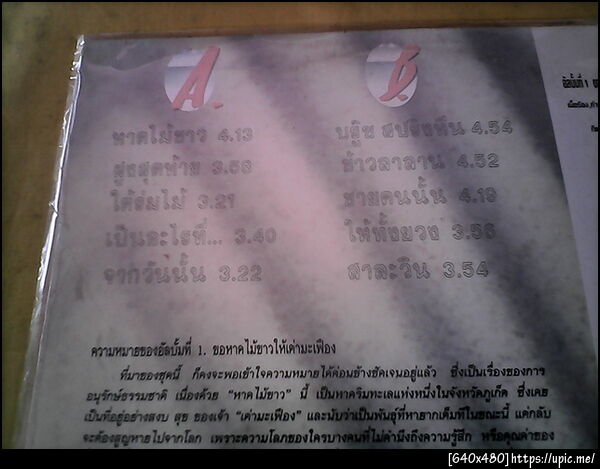 A. B.
หาดไม้ขาว 4.13
สูงสุดท้าย 3.58
ใต้ร่มไม้ 3.21
เป็นอะไรที่... 3.40
จากวันนั้น 3.22
4.54
ข้าวลาลาน 4.52
ชายคนนั้น 4.19
ให้ทั้งยวง 3.56
สาละวิน 3.54
อัลบั้มที่ 1
ความหมายของอัลบั้มที่ 1. ขอหาดไม้ขาวให้เต่ามะเฟือง
ที่มาของชุดนี้ ก็คงจะพอเข้าใจความหมายได้ค่อนข้างชัดเจนอยู่แล้ว ซึ่งเป็นเรื่องของการ
อนุรักษ์ธรรมชาติ เนื่องด้วย "หาดไม้ขาว" นี้ เป็นหาดริมทะเลแห่งหนึ่งในจังหวัดภูเก็ต ซึ่งเคย
เป็นที่อยู่อย่างสงบ สุข ของเจ้า "เต่ามะเฟือง" และนับว่าเป็นพันธุ์ที่หายากเต็มทีในขณะนี้ แต่กลับ
จะต้องสูญหายไปจากโลก เพราะความโลภของใครบางคนที่ไม่คำนึงถึงความรู้สึก หรือคุณค่าของ
[640x480]https://upic.me/